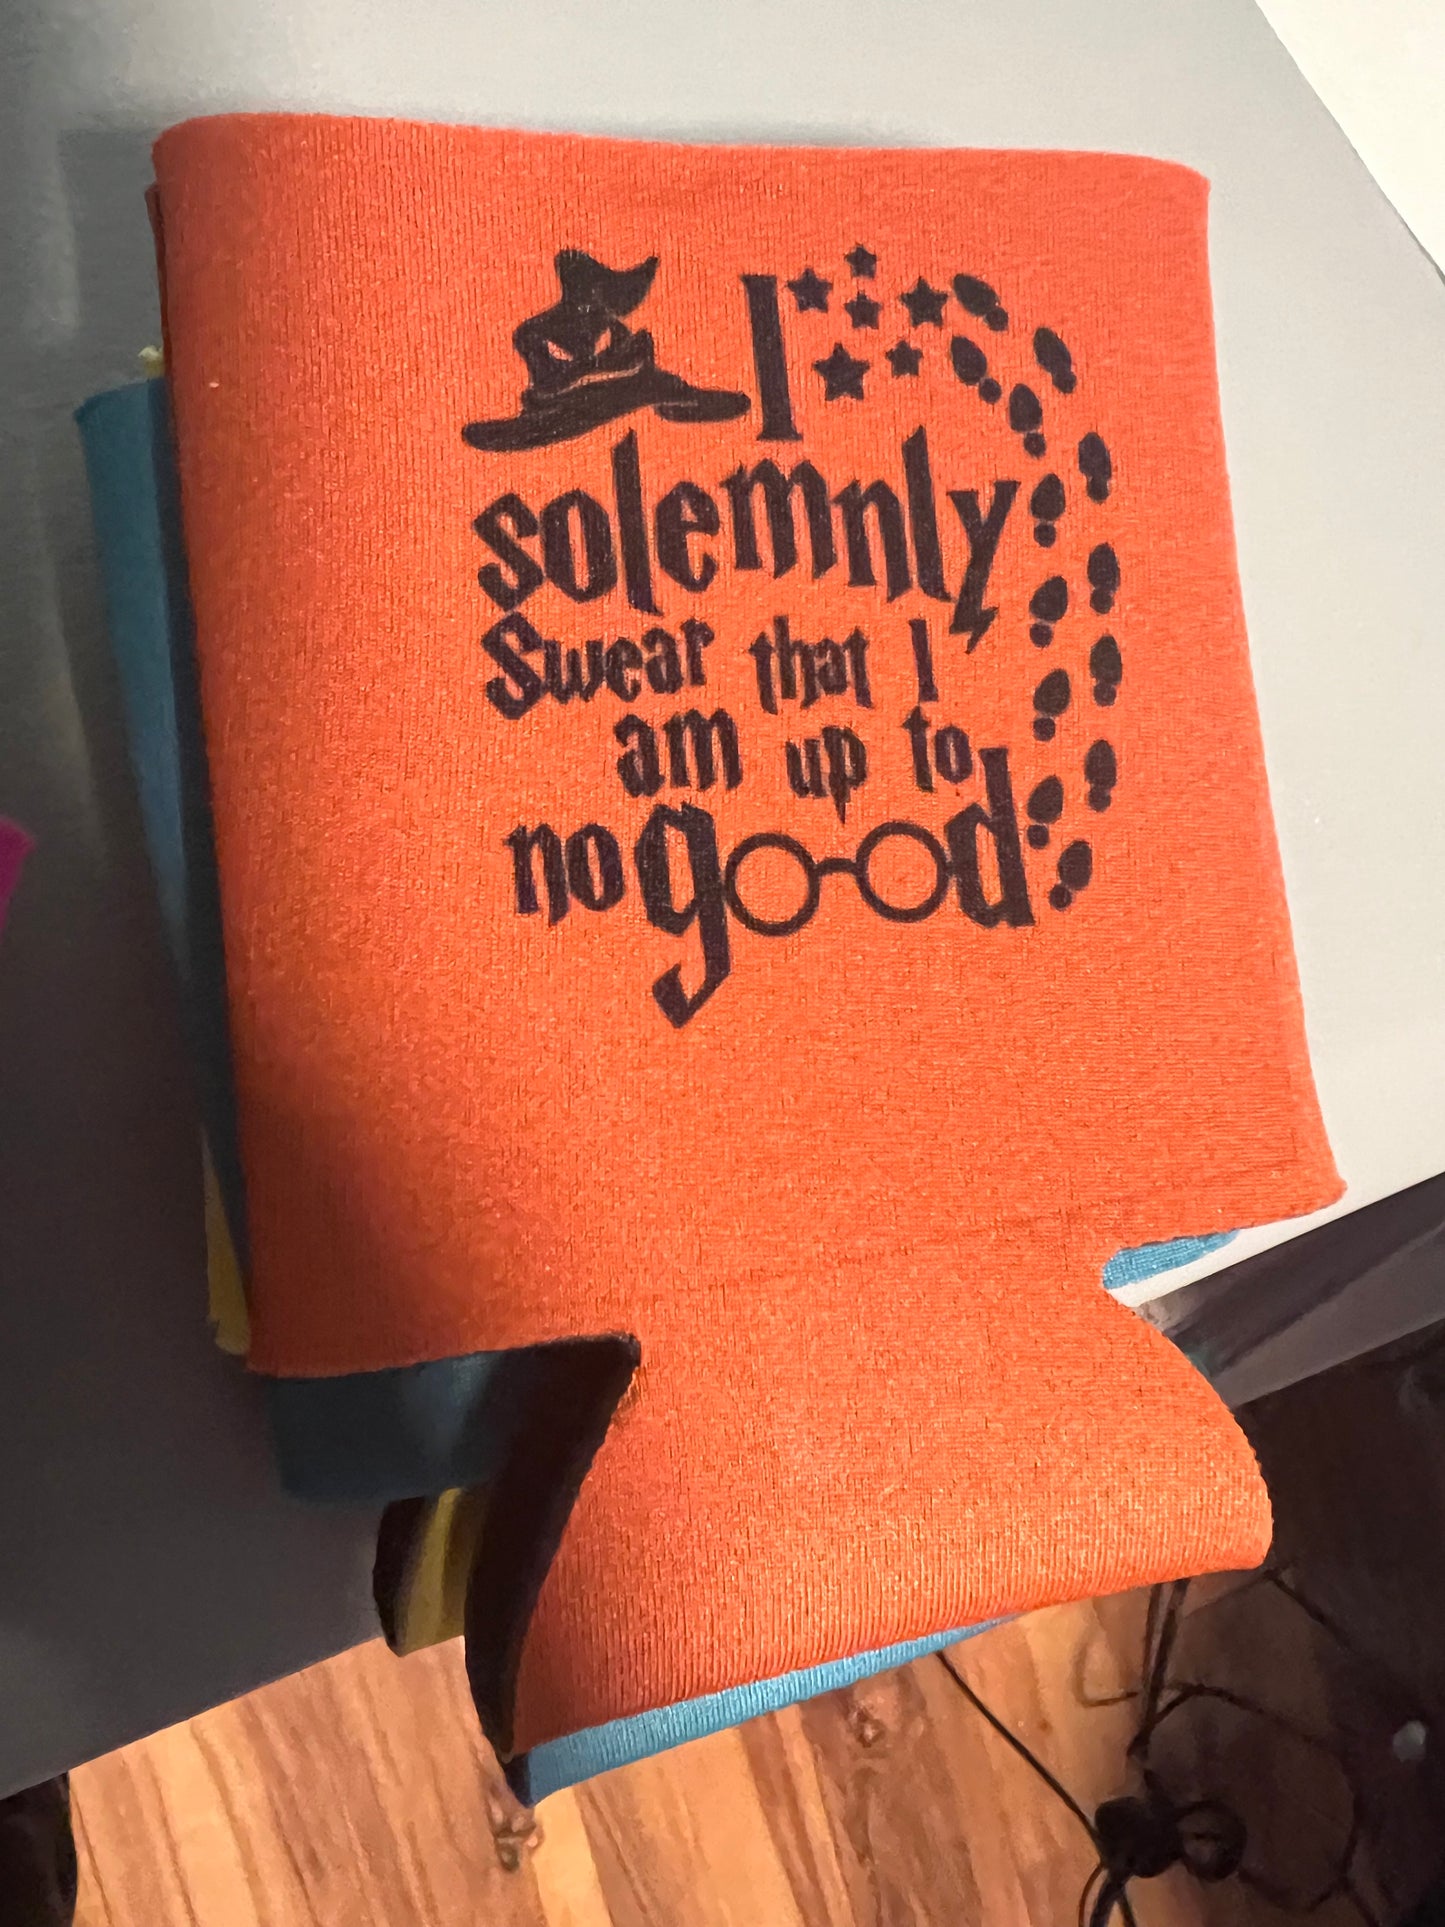 I
solemnly
Swear that I
am up to
no good